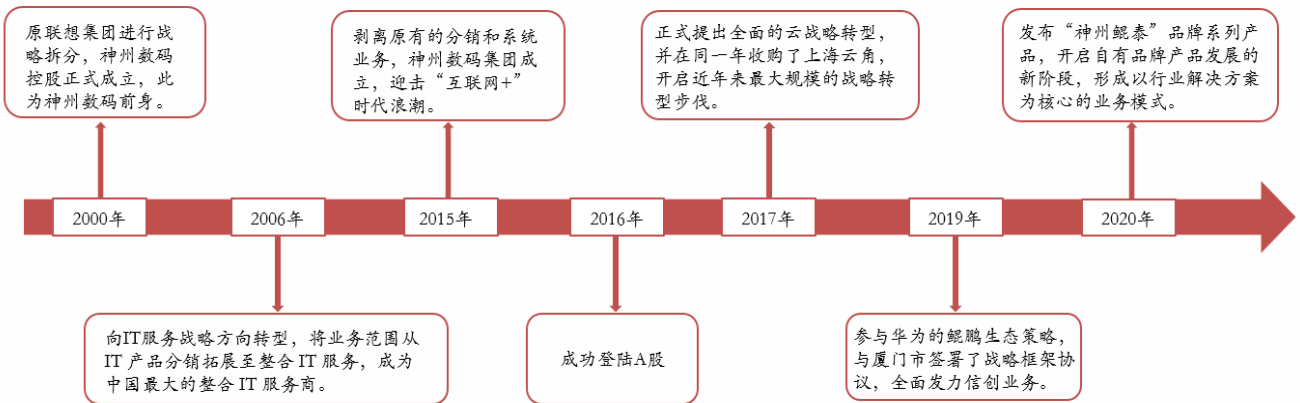 原联想集团进行战
略拆分，神州数码
控股正式成立，此
为神州数码前身。
剥离原有的分销和系统
业务，神州数码集团成
立，迎击“互联网+”
时代浪潮。
正式提出全面的云战略转型，
并在同一年收购了上海云角，
开启近年来最大规模的战略转
型步伐。
发布“神州鲲泰”品牌系列产
品，开启自有品牌产品发展的
新阶段，形成以行业解决方案
为核心的业务模式。
2000年
2006年
2015年
2016年
2017年
2019年
2020年
向IT服务战略方向转型，将业务范围从
IT 产品分销拓展至整合 IT 服务，成为
中国最大的整合 IT 服务商。
成功登陆A股
参与华为的鲲鹏生态策略，
与厦门市签署了战略框架协
议，全面发力信创业务。